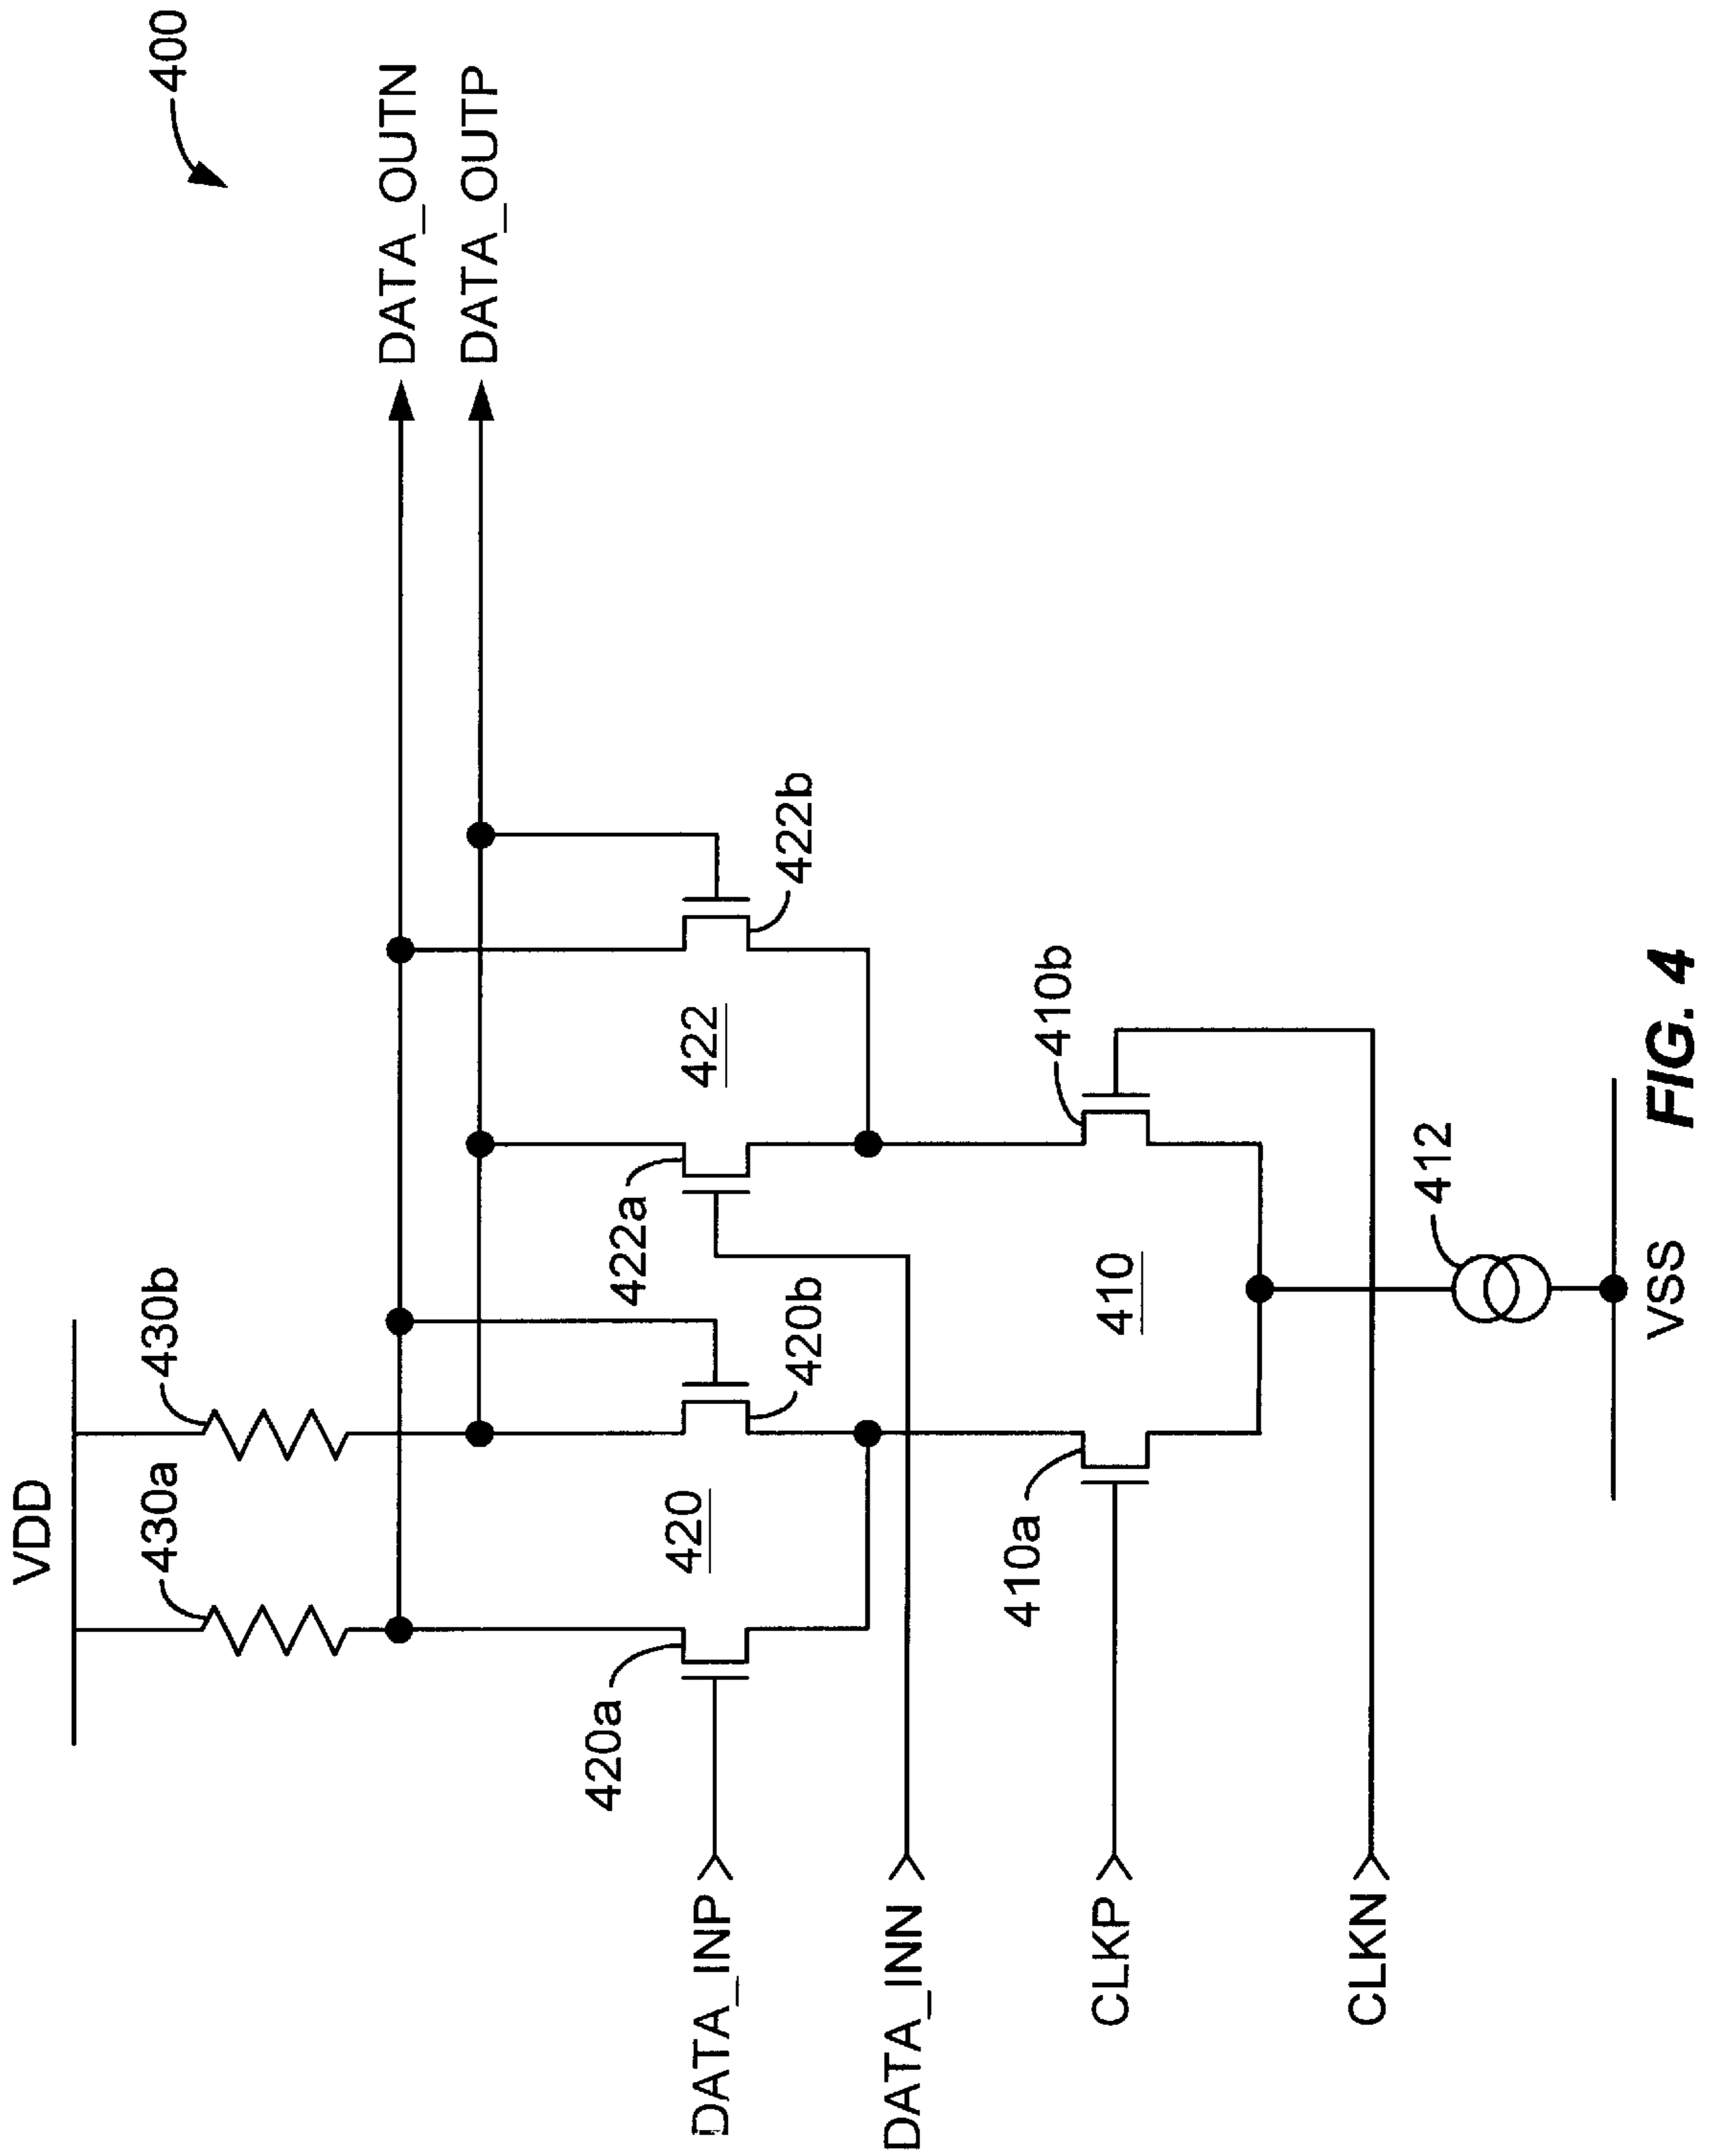 400
VDD
430a
430b
DATA_OUTN
DATA_OUTP
420a
420
420b
422a
422
422b
DATA_INP
DATA_INN
410a
410
410b
CLKP
CLKN
412
VSS
FIG. 4